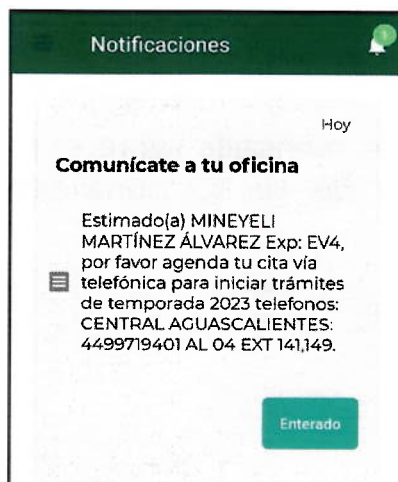 Notificaciones
1
Hoy
Comunícate a tu oficina
Estimado(a) MINEYELI
MARTÍNEZ ÁLVAREZ Exp: EV4,
por favor agenda tu cita vía
telefónica para iniciar trámites
de temporada 2023 telefonos:
CENTRAL AGUASCALIENTES:
4499719401 AL 04 EXT 141,149.
Enterado